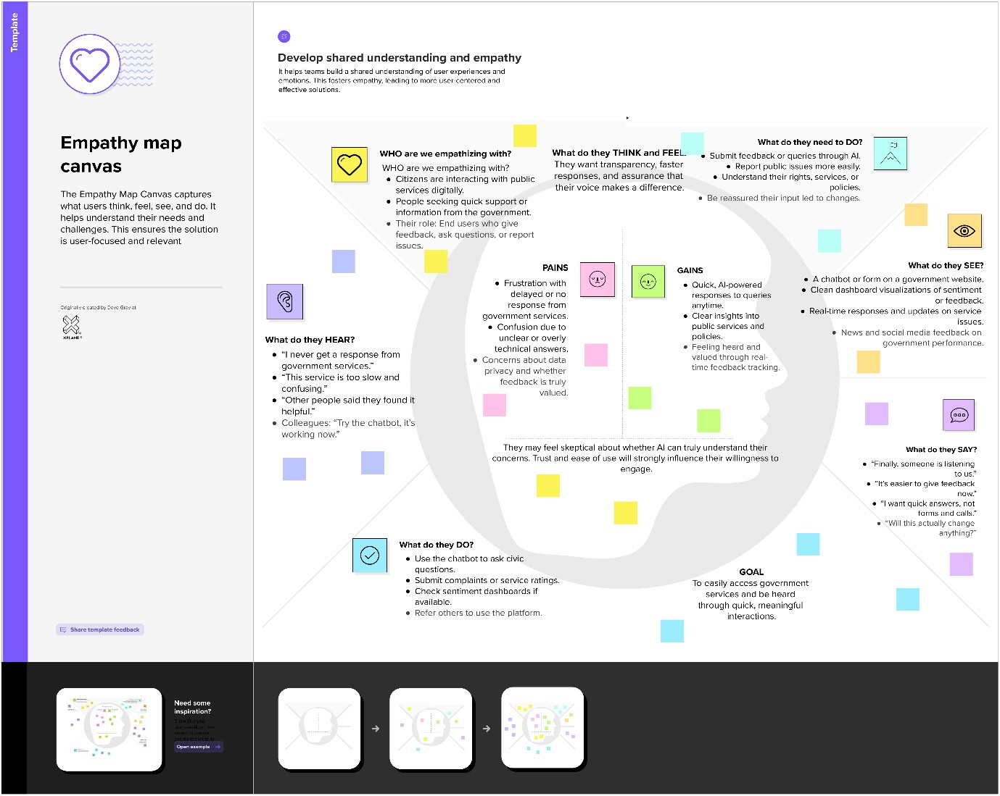 Template
Empathy map
canvas
The Empathy Map Canvas captures
what users think, feel, see, and do. It
helps understand their needs and
challenges. This ensures the solution
is user-focused and relevant
Originally created by Dave Gray at
XPLANE
Share template feedback
Develop shared understanding and empathy
It helps teams build a shared understanding of user experiences and
emotions. This fosters empathy, leading to more user-centered and
effective solutions.
WHO are we empathizing with?
WHO are we empathizing with?
● Citizens are interacting with public
services digitally.
● People seeking quick support or
information from the government.
● Their role: End users who give
feedback, ask questions, or report
issues.
What do they THINK and FEEL
They want transparency, faster
responses, and assurance that
their voice makes a difference.
What do they need to DO?
● Submit feedback or queries through AI.
● Report public issues more easily.
● Understand their rights, services, or
policies.
● Be reassured their input led to changes.
What do they SEE?
● A chatbot or form on a government website.
● Clean dashboard visualizations of sentiment
or feedback.
● Real-time responses and updates on service
issues.
● News and social media feedback on
government performance.
PAINS
● Frustration with
delayed or no
response from
government services.
● Confusion due to
unclear or overly
technical answers.
● Concerns about data
privacy and whether
feedback is truly
valued.
GAINS
● Quick, AI-powered
responses to queries
anytime.
● Clear insights into
public services and
policies.
● Feeling heard and
valued through real-
time feedback tracking.
What do they HEAR?
● “I never get a response from
government services.”
● “This service is too slow and
confusing.”
● “Other people said they found it
helpful.”
● Colleagues: “Try the chatbot, it’s
working now.”
They may feel skeptical about whether AI can truly understand their
concerns. Trust and ease of use will strongly influence their willingness to
engage.
What do they SAY?
● “Finally, someone is listening
to us.”
● “It’s easier to give feedback
now.”
● “I want quick answers, not
forms and calls.”
● “Will this actually change
anything?”
What do they DO?
● Use the chatbot to ask civic
questions.
● Submit complaints or service ratings.
● Check sentiment dashboards if
available.
● Refer others to use the platform.
GOAL
To easily access government
services and be heard
through quick, meaningful
interactions.
Need some
inspiration?
Open example